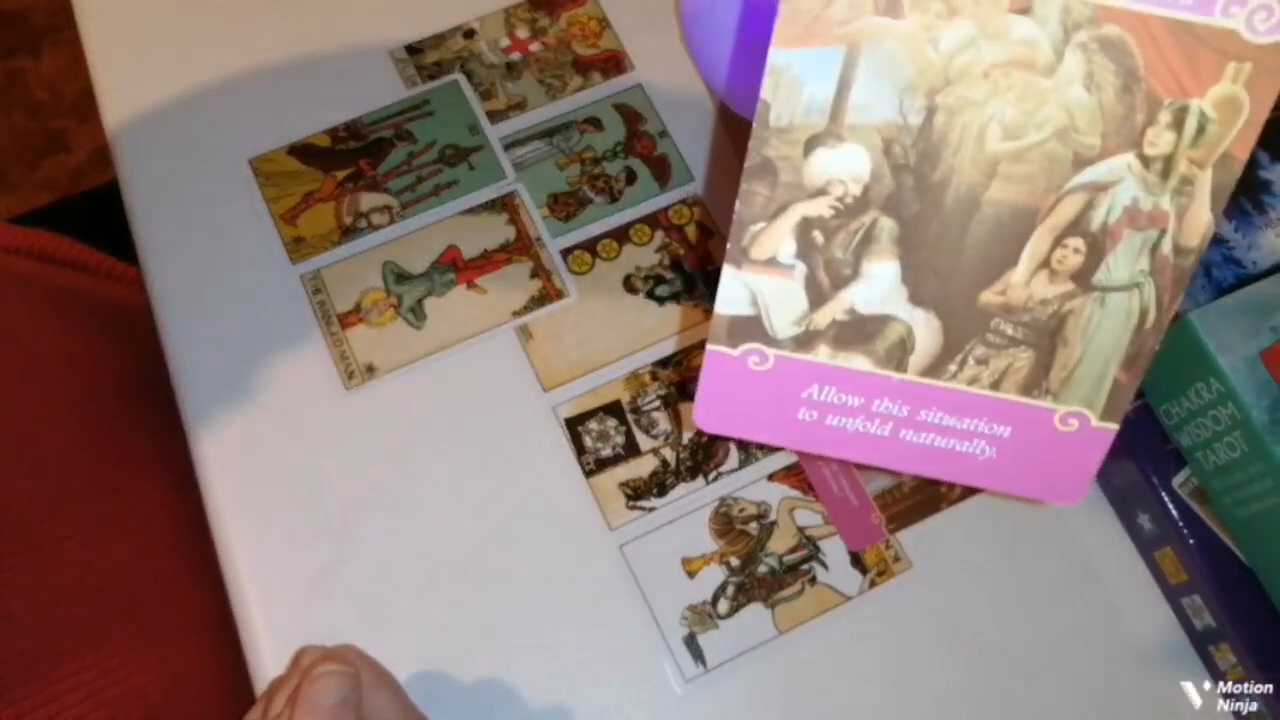 Allow this situation
to unfold naturally.
THE HANGED MAN.
CHAKRA
WISDOM
TAROT
Motion
Ninja